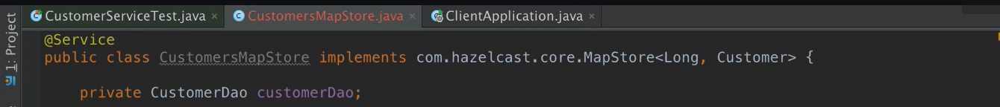 1: Project
CustomerServiceTest.java × CustomersMapStore.java × ClientApplication.java ×
@Service
public class CustomersMapStore implements com.hazelcast.core.MapStore<Long, Customer> {
private CustomerDao customerDao;